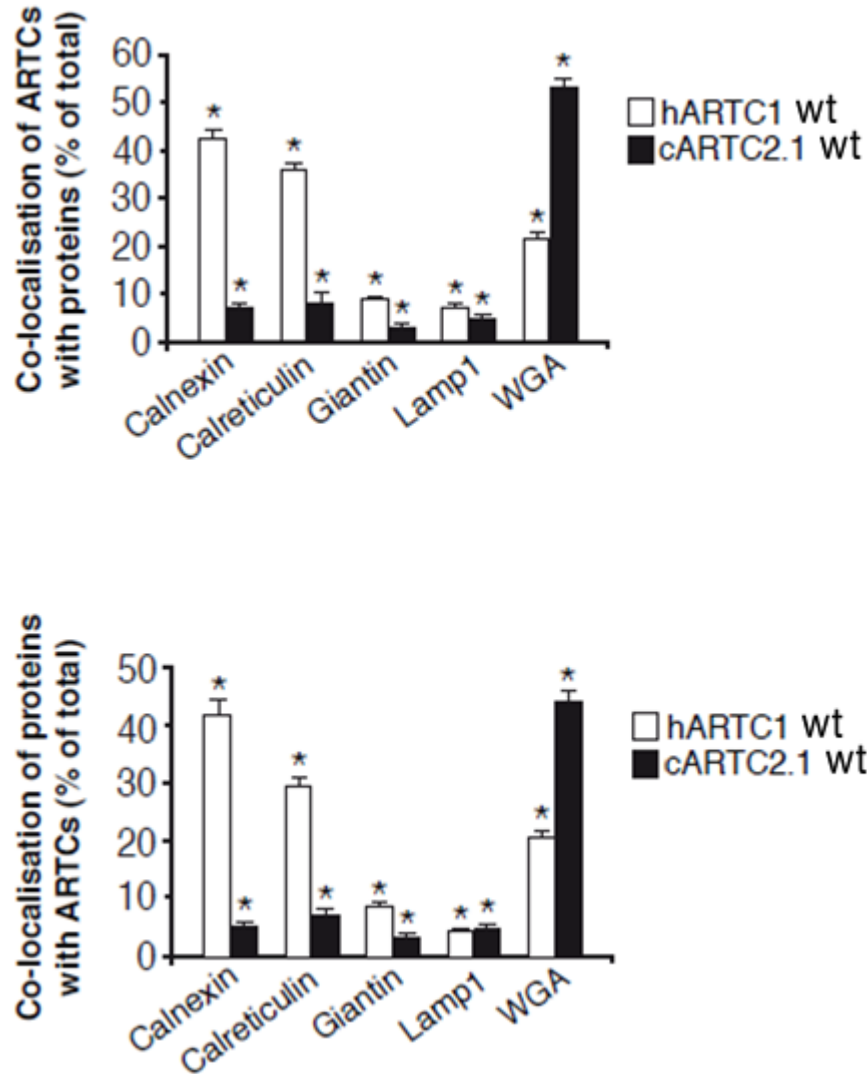 Co-localisation of ARTCs
with proteins (% of total)
60
50
40
30
20
10
0
* * * * * * * * * *
Calnexin
Calreticulin
Giantin
Lamp1
WGA
hARTC1 wt
cARTC2.1 wt
Co-localisation of proteins
with ARTCs (% of total)
50
40
30
20
10
0
* * * * * * * * * *
Calnexin
Calreticulin
Giantin
Lamp1
WGA
hARTC1 wt
cARTC2.1 wt